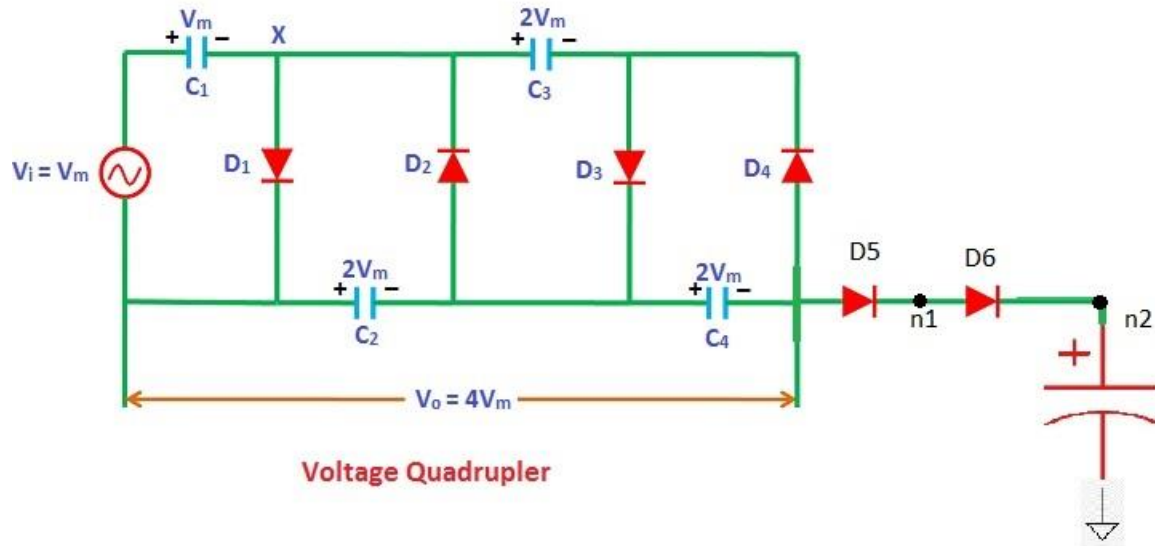 Vm
2Vm
+ − X + −
C1 C3
Vi = Vm D1 D2 D3 D4
D5 D6
2Vm 2Vm
+ − + −
n1 n2
C2 C4
+
Vo = 4Vm
Voltage Quadrupler